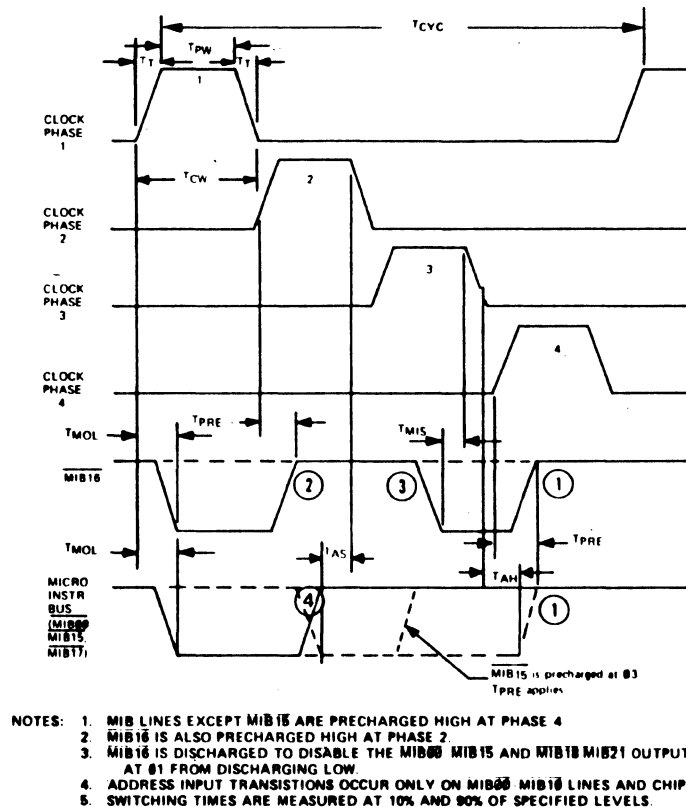 TCYC
TPW
TT
TT
1
CLOCK
PHASE
1
TCW
2
CLOCK
PHASE
2
3
CLOCK
PHASE
3
4
CLOCK
PHASE
4
TMOL
TPRE
TMIS
MIB16
2
3
1
TMOL
TAS
TPRE
TAH
MICRO
INSTR
BUS
(MIB00
MIB15,
MIB17)
4
1
MIB15 is precharged at 03
TPRE applies
NOTES: 1. MIB LINES EXCEPT MIB15 ARE PRECHARGED HIGH AT PHASE 4
2. MIB16 IS ALSO PRECHARGED HIGH AT PHASE 2.
3. MIB16 IS DISCHARGED TO DISABLE THE MIB00 MIB15 AND MIB18 MIB21 OUTPUT
AT 01 FROM DISCHARGING LOW.
4. ADDRESS INPUT TRANSISTIONS OCCUR ONLY ON MIB00 MIB10 LINES AND CHIP
5. SWITCHING TIMES ARE MEASURED AT 10% AND 90% OF SPECIFIED LEVELS.